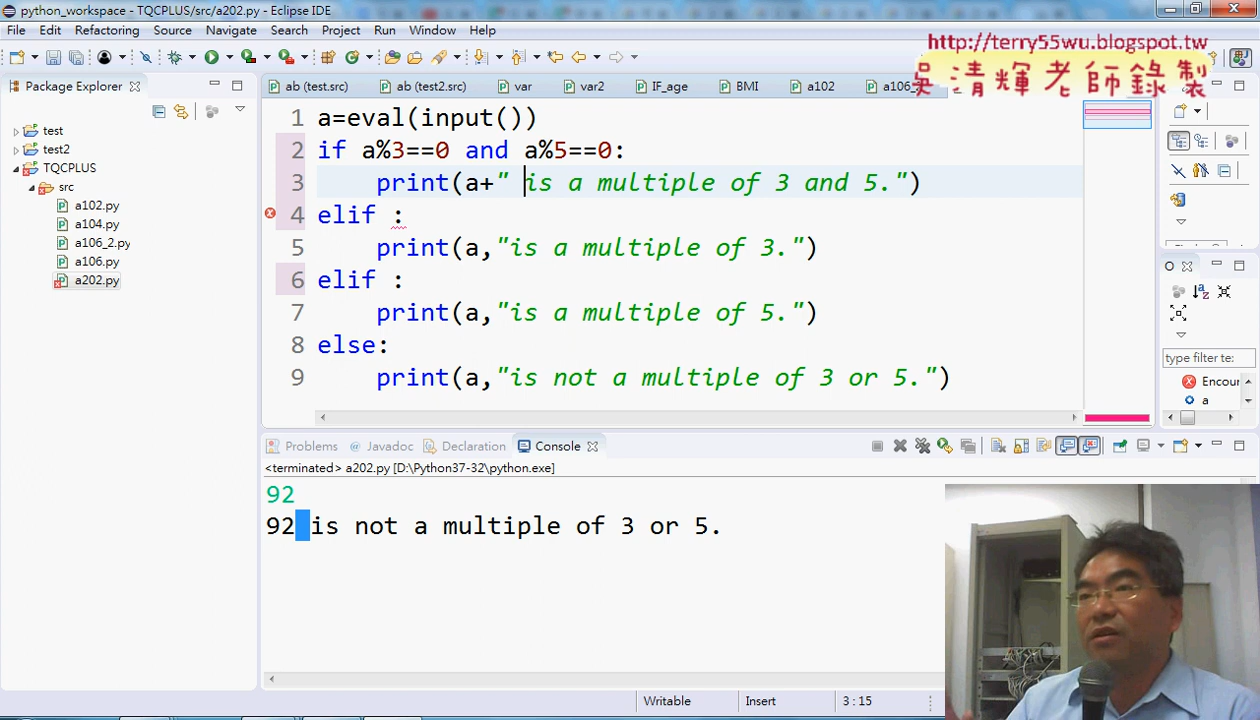 python_workspace - TQCPLUS/src/a202.py - Eclipse IDE
File Edit Refactoring Source Navigate Search Project Run Window Help
http://terry55wu.blogspot.tw
吳清輝老師錄製
Package Explorer
ab (test.src) ab (test2.src) var var2 IF_age BMI a102 a106_
test
test2
TQCPLUS
src
a102.py
a104.py
a106_2.py
a106.py
a202.py
1 a=eval(input())
2 if a%3==0 and a%5==0:
3 print(a+" is a multiple of 3 and 5.")
4 elif :
5 print(a,"is a multiple of 3.")
6 elif :
7 print(a,"is a multiple of 5.")
8 else:
9 print(a,"is not a multiple of 3 or 5.")
O
type filter te:
Encour
a
Problems @ Javadoc Declaration Console
<terminated> a202.py [D:\Python37-32\python.exe]
92
92 is not a multiple of 3 or 5.
Writable Insert 3:15